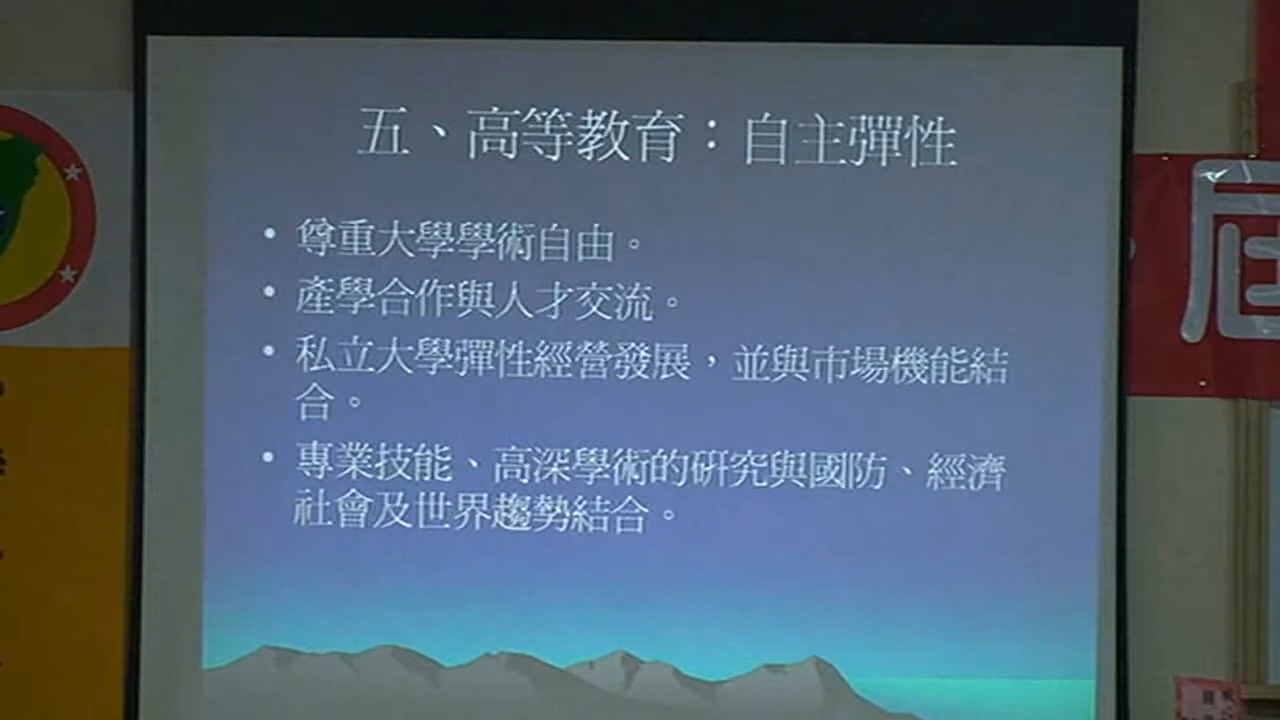 五、高等教育：自主彈性
• 尊重大學學術自由。
• 產學合作與人才交流。
• 私立大學彈性經營發展，並與市場機能結
合。
• 專業技能、高深學術的研究與國防、經濟
社會及世界趨勢結合。
屆